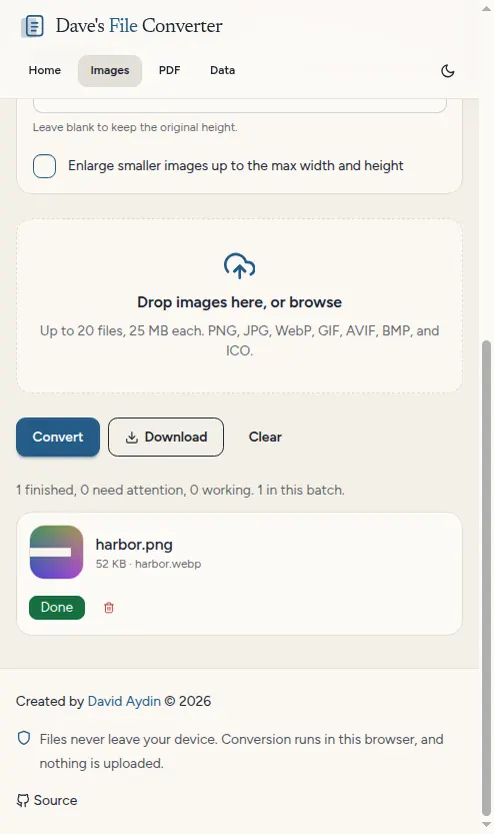 Dave's File Converter
Home Images PDF Data
Leave blank to keep the original height.
Enlarge smaller images up to the max width and height
Drop images here, or browse
Up to 20 files, 25 MB each. PNG, JPG, WebP, GIF, AVIF, BMP, and
ICO.
Convert Download Clear
1 finished, 0 need attention, 0 working. 1 in this batch.
harbor.png
52 KB · harbor.webp
Done
Created by David Aydin © 2026
Files never leave your device. Conversion runs in this browser, and
nothing is uploaded.
Source